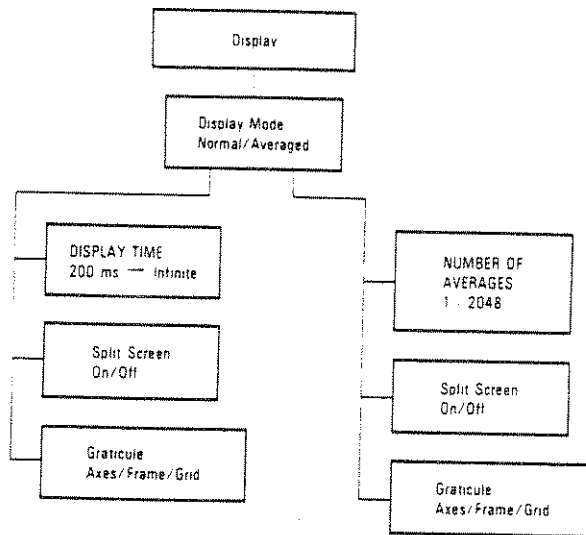 Display
Display Mode
Normal/Averaged
DISPLAY TIME
200 ms — Infinite
Split Screen
On/Off
Graticule
Axes/Frame/Grid
NUMBER OF
AVERAGES
1 - 2048
Split Screen
On/Off
Graticule
Axes/Frame/Grid